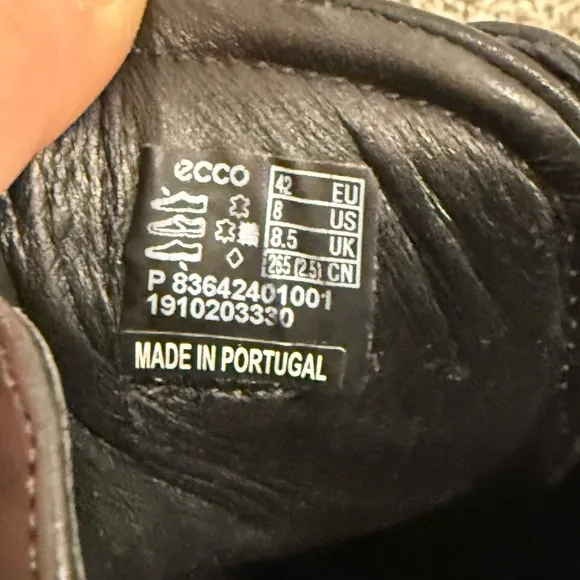 ecco
42 EU
8 US
8.5 UK
265 (2.5) CN
P 83642401001
1910203330
MADE IN PORTUGAL